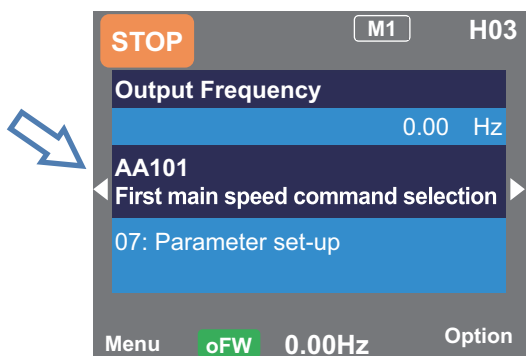 STOP M1 H03
Output Frequency
0.00 Hz
AA101
First main speed command selection
07: Parameter set-up
Menu oFW 0.00Hz Option